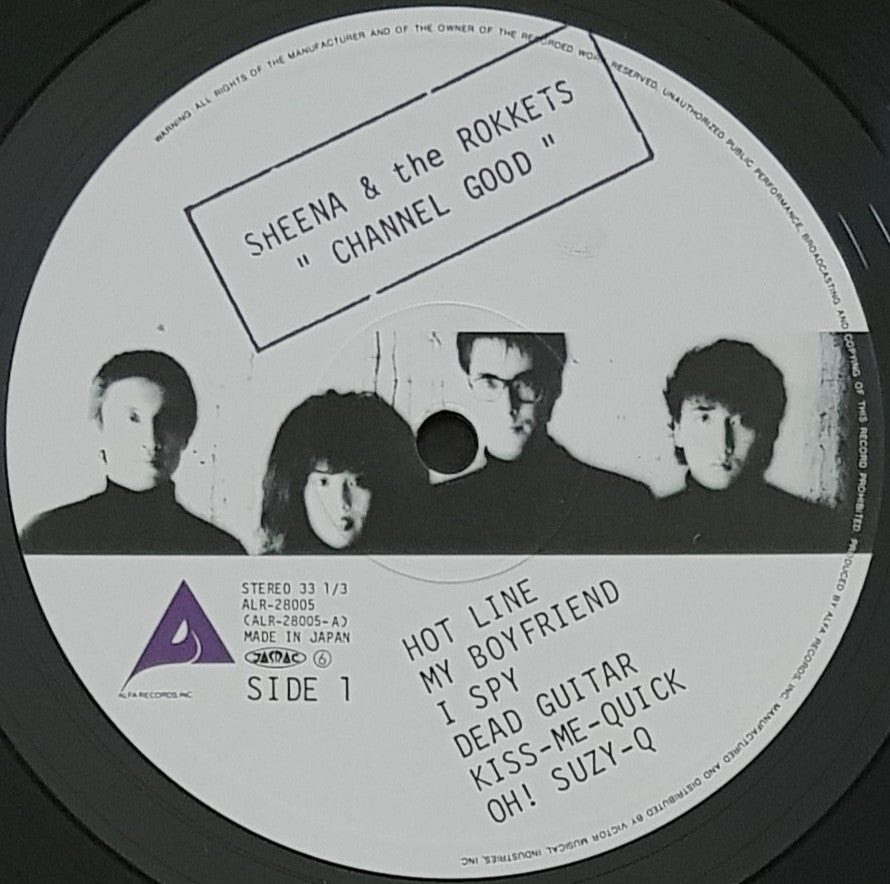 WARNING: ALL RIGHTS OF THE MANUFACTURER AND OF THE OWNER OF THE RECORDED WORK RESERVED, UNAUTHORIZED PUBLIC PERFORMANCE, BROADCASTING AND COPYING OF THIS RECORD PROHIBITED. PRODUCED BY ALFA RECORDS, INC. MANUFACTURED AND DISTRIBUTED BY VICTOR MUSICAL INDUSTRIES, INC.
SHEENA & the ROKKETS
" CHANNEL GOOD "
STEREO 33 1/3
ALR-28005
(ALR-28005-A)
MADE IN JAPAN
JASRAC 6
SIDE 1
ALFA RECORDS, INC.
HOT LINE
MY BOYFRIEND
I SPY
DEAD GUITAR
KISS-ME-QUICK
OH! SUZY-Q